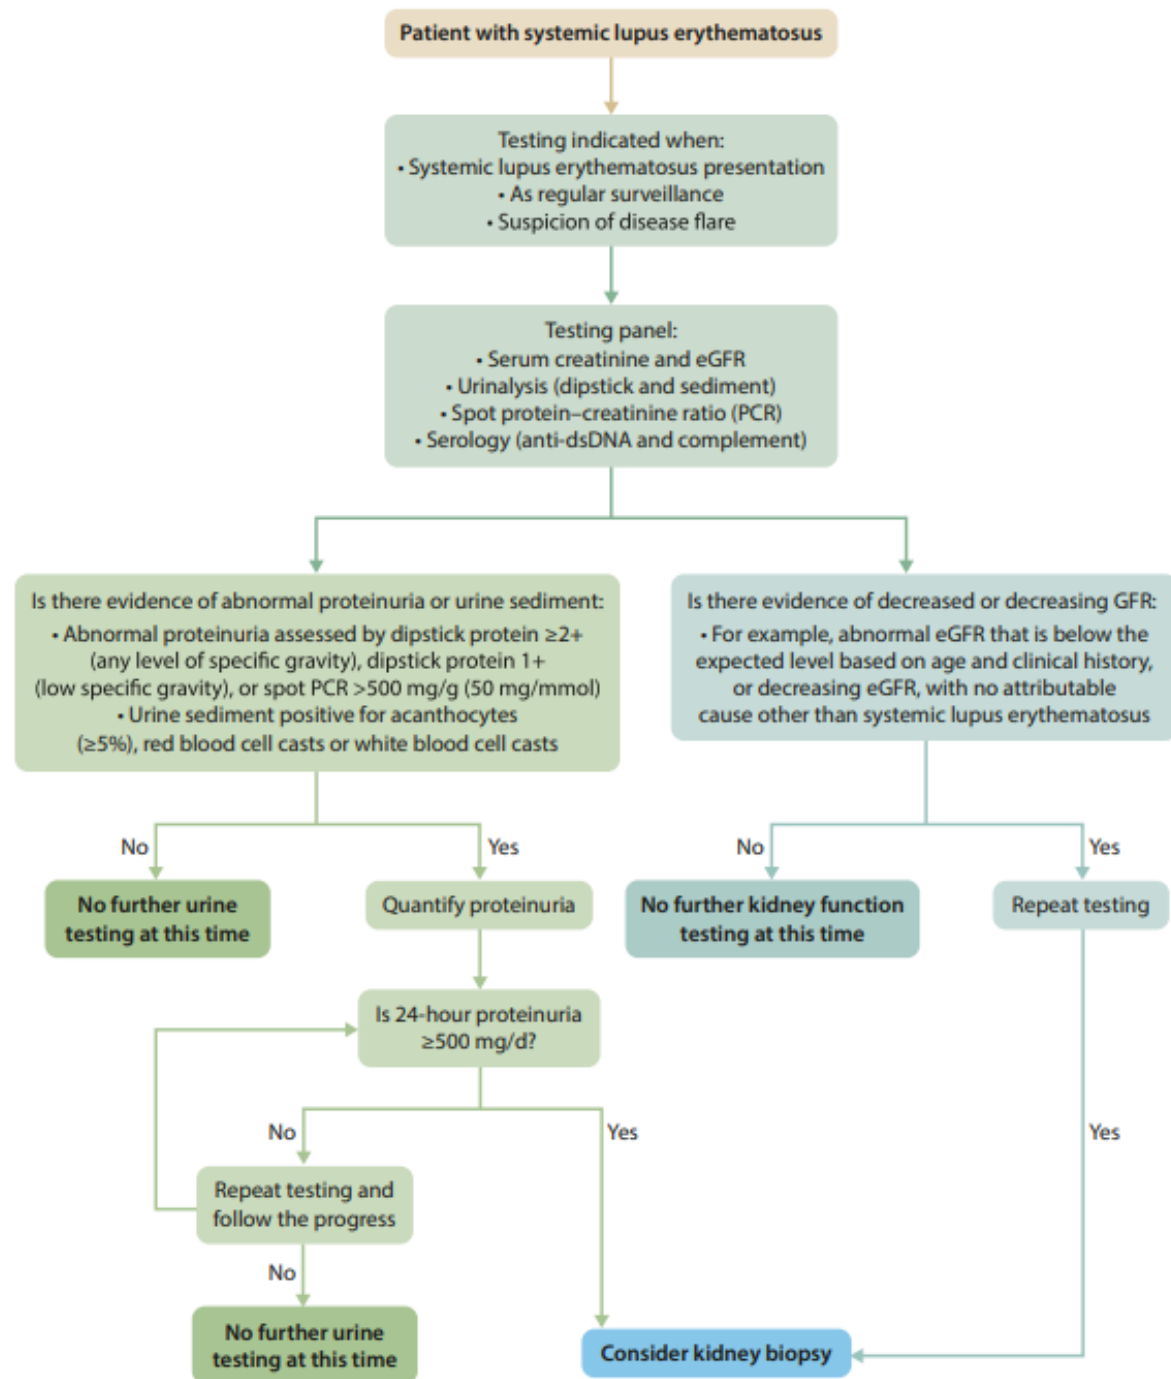 Patient with systemic lupus erythematosus
Testing indicated when:
• Systemic lupus erythematosus presentation
• As regular surveillance
• Suspicion of disease flare
Testing panel:
• Serum creatinine and eGFR
• Urinalysis (dipstick and sediment)
• Spot protein–creatinine ratio (PCR)
• Serology (anti-dsDNA and complement)
Is there evidence of abnormal proteinuria or urine sediment:
• Abnormal proteinuria assessed by dipstick protein ≥2+
(any level of specific gravity), dipstick protein 1+
(low specific gravity), or spot PCR >500 mg/g (50 mg/mmol)
• Urine sediment positive for acanthocytes
(≥5%), red blood cell casts or white blood cell casts
Is there evidence of decreased or decreasing GFR:
• For example, abnormal eGFR that is below the
expected level based on age and clinical history,
or decreasing eGFR, with no attributable
cause other than systemic lupus erythematosus
No
Yes
No
Yes
No further urine
testing at this time
Quantify proteinuria
No further kidney function
testing at this time
Repeat testing
Is 24-hour proteinuria
≥500 mg/d?
No
Yes
Yes
Repeat testing and
follow the progress
No
No further urine
testing at this time
Consider kidney biopsy